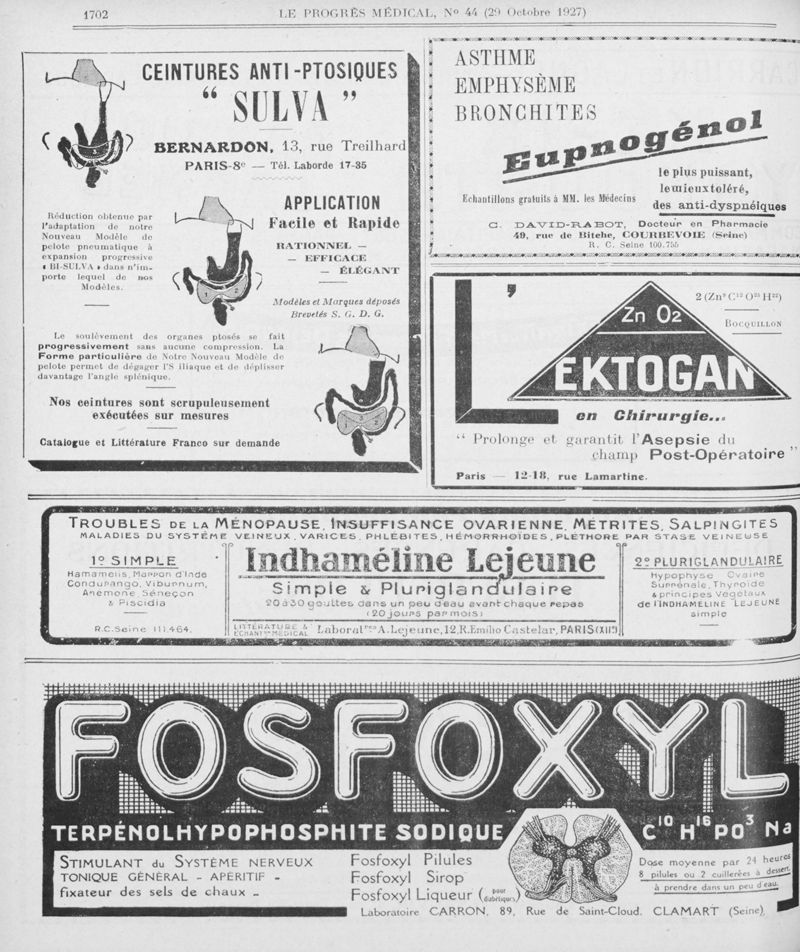 1702
LE PROGRÈS MÉDICAL, No 44 (29 Octobre 1927)
CEINTURES ANTI-PTOSIQUES
“ SULVA ”
BERNARDON, 13, rue Treilhard
PARIS-8e — Tél. Laborde 17-35
APPLICATION
Facile et Rapide
RATIONNEL —
— EFFICACE
— ÉLÉGANT
Modèles et Marques déposés
Brevetés S. G. D. G.
Réduction obtenue par
l'adaptation de notre
Nouveau Modèle de
pelote pneumatique à
expansion progressive
« BI-SULVA » dans n'im-
porte lequel de nos
Modèles.
Le soulèvement des organes ptosés se fait
progressivement sans aucune compression. La
Forme particulière de Notre Nouveau Modèle de
pelote permet de dégager l'S iliaque et de déplisser
davantage l'angle splénique.
Nos ceintures sont scrupuleusement
exécutées sur mesures
Catalogue et Littérature Franco sur demande
ASTHME
EMPHYSÈME
BRONCHITES
Eupnogénol
le plus puissant,
le mieux toléré,
des anti-dyspnéiques
Echantillons gratuits à MM. les Médecins
C. DAVID-RABOT, Docteur en Pharmacie
49, rue de Bitche, COURBEVOIE (Seine)
R. C. Seine 100.755
L'
Zn O2
EKTOGAN
2 (Zn9 C12 O23 H22)
BOCQUILLON
en Chirurgie...
“ Prolonge et garantit l'Asepsie du
champ Post-Opératoire ”
Paris — 12-18, rue Lamartine.
TROUBLES DE LA MÉNOPAUSE, INSUFFISANCE OVARIENNE, MÉTRITES, SALPINGITES
MALADIES DU SYSTÈME VEINEUX, VARICES, PHLÉBITES, HÉMORRHOÏDES, PLÉTHORE PAR STASE VEINEUSE
1o SIMPLE
Hamamelis, Marron d'Inde
Condurango, Viburnum,
Anemone, Séneçon
& Piscidia
R.C. Seine 111.464.
Indhaméline Lejeune
Simple & Pluriglandulaire
20 à 30 gouttes dans un peu d'eau avant chaque repas
(20 jours par mois)
LITTÉRATURE &
ECHANTons MEDICAL
Laboratres A. Lejeune, 12, R. Emilio Castelar, PARIS (XIIe)
2o PLURIGLANDULAIRE
Hypophyse Ovaire
Surrenale, Thyroïde
& principes Végétaux
de l'INDHAMÉLINE LEJEUNE
simple
FOSFOXYL
TERPÉNOLHYPOPHOSPHITE SODIQUE
C10 H16 PO3 Na
STIMULANT du SYSTÈME NERVEUX
TONIQUE GÉNÉRAL - APÉRITIF -
fixateur des sels de chaux -
Fosfoxyl Pilules
Fosfoxyl Sirop
Fosfoxyl Liqueur (pour diabétiques)
Dose moyenne par 24 heures
8 pilules ou 2 cuillerées à dessert.
à prendre dans un peu d'eau.
Laboratoire CARRON, 89, Rue de Saint-Cloud, CLAMART (Seine)